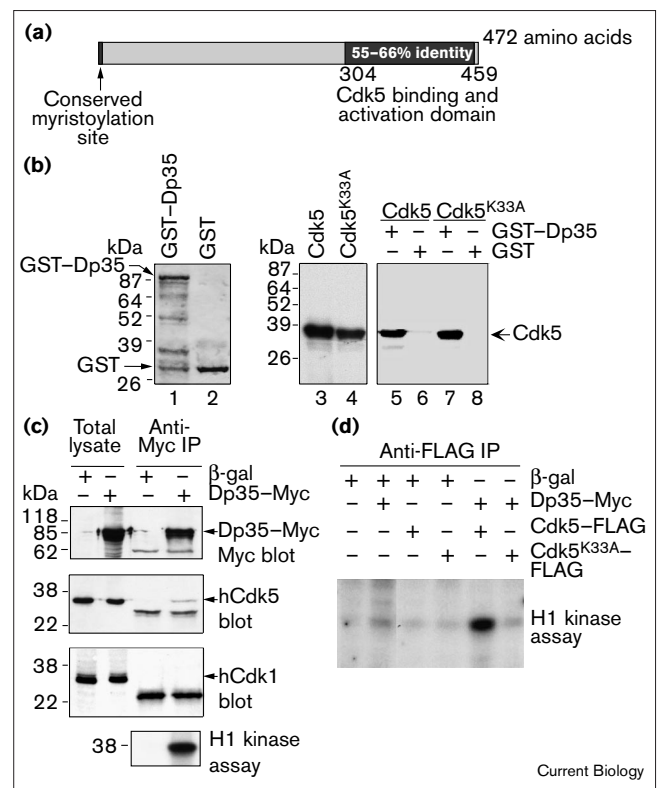 (a)
472 amino acids
55–66% identity
304 459
Conserved myristoylation site
Cdk5 binding and activation domain
(b)
GST–Dp35 GST
kDa
GST–Dp35
87
64
52
39
GST
26
1 2
Cdk5 Cdk5K33A
kDa
87
64
52
39
26
3 4
Cdk5 Cdk5K33A
+ – + – GST–Dp35
– + – + GST
Cdk5
5 6 7 8
(c)
Total lysate
Anti-Myc IP
+ – + – β-gal
– + – + Dp35–Myc
kDa
118
85
62
Dp35–Myc
Myc blot
38
22
hCdk5
blot
38
22
hCdk1
blot
38
H1 kinase
assay
(d)
Anti-FLAG IP
+ + + + – – β-gal
– + – – + + Dp35–Myc
– – + – + – Cdk5–FLAG
– – – + – + Cdk5K33A–
FLAG
H1 kinase
assay
Current Biology